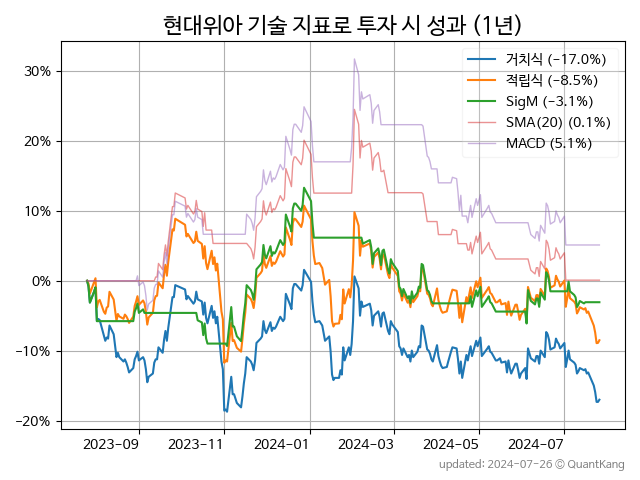 현대위아 기술 지표로 투자 시 성과 (1년)
거치식 (−17.0%)
적립식 (−8.5%)
SigM (−3.1%)
SMA(20) (0.1%)
MACD (5.1%)
30%
20%
10%
0%
−10%
−20%
2023−09 2023−11 2024−01 2024−03 2024−05 2024−07
updated: 2024-07-26 © QuantKang